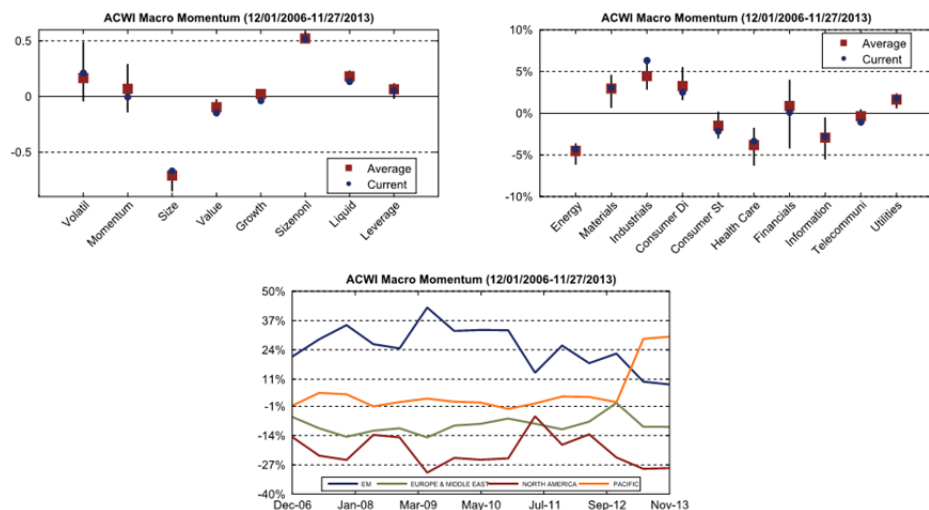 ACWI Macro Momentum (12/01/2006-11/27/2013)
0.5
0
-0.5
Average
Current
Volatil
Momentum
Size
Value
Growth
Sizenonl
Liquid
Leverage
ACWI Macro Momentum (12/01/2006-11/27/2013)
10%
5%
0%
-5%
-10%
Average
Current
Energy
Materials
Industrials
Consumer Di
Consumer St
Health Care
Financials
Information
Telecommuni
Utilities
ACWI Macro Momentum (12/01/2006-11/27/2013)
50%
37%
24%
11%
-1%
-14%
-27%
-40%
EM EUROPE & MIDDLE EAST NORTH AMERICA PACIFIC
Dec-06 Jan-08 Mar-09 May-10 Jul-11 Sep-12 Nov-13